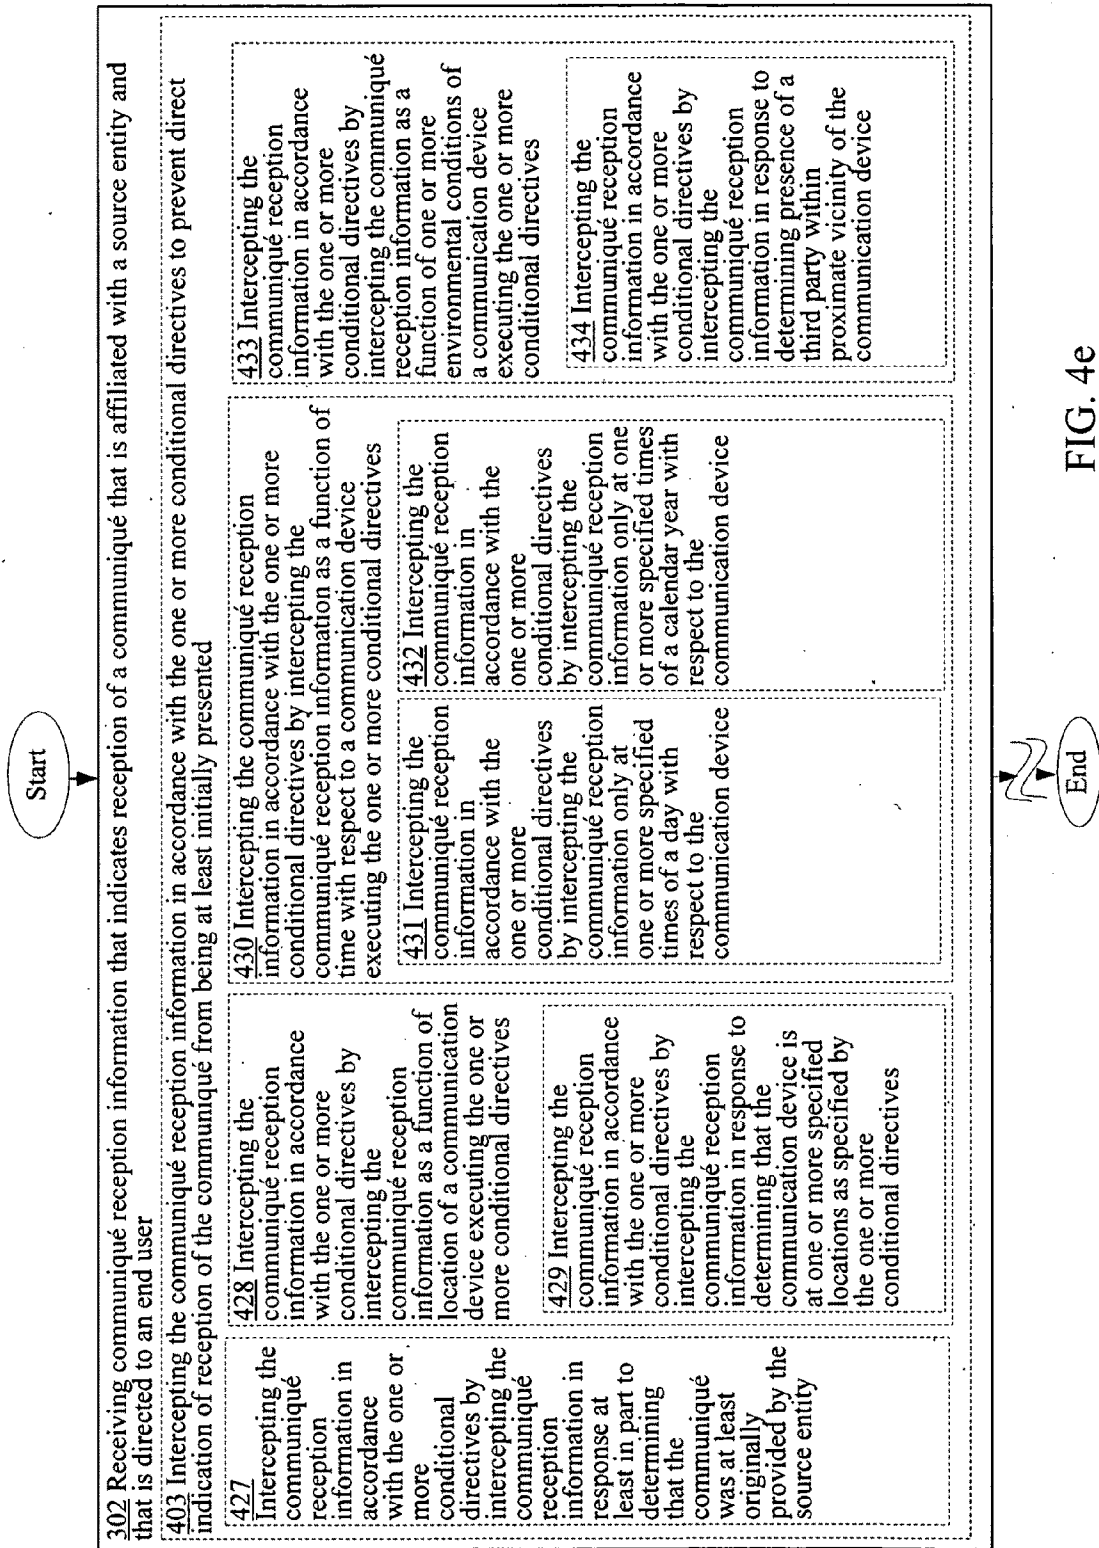 Start
302 Receiving communiqué reception information that indicates reception of a communiqué that is affiliated with a source entity and
that is directed to an end user
403 Intercepting the communiqué reception information in accordance with the one or more conditional directives to prevent direct
indication of reception of the communiqué from being at least initially presented
427
Intercepting the
communiqué
reception
information in
accordance
with the one or
more
conditional
directives by
intercepting the
communiqué
reception
information in
response at
least in part to
determining
that the
communiqué
was at least
originally
provided by the
source entity
428 Intercepting the
communiqué reception
information in accordance
with the one or more
conditional directives by
intercepting the
communiqué reception
information as a function of
location of a communication
device executing the one or
more conditional directives
429 Intercepting the
communiqué reception
information in accordance
with the one or more
conditional directives by
intercepting the
communiqué reception
information in response to
determining that the
communication device is
at one or more specified
locations as specified by
the one or more
conditional directives
430 Intercepting the communiqué reception
information in accordance with the one or more
conditional directives by intercepting the
communiqué reception information as a function of
time with respect to a communication device
executing the one or more conditional directives
431 Intercepting the
communiqué reception
information in
accordance with the
one or more
conditional directives
by intercepting the
communiqué reception
information only at
one or more specified
times of a day with
respect to the
communication device
432 Intercepting the
communiqué reception
information in
accordance with the
one or more
conditional directives
by intercepting the
communiqué reception
information only at one
or more specified times
of a calendar year with
respect to the
communication device
433 Intercepting the
communiqué reception
information in accordance
with the one or more
conditional directives by
intercepting the communiqué
reception information as a
function of one or more
environmental conditions of
a communication device
executing the one or more
conditional directives
434 Intercepting the
communiqué reception
information in accordance
with the one or more
conditional directives by
intercepting the
communiqué reception
information in response to
determining presence of a
third party within
proximate vicinity of the
communication device
End
FIG. 4e